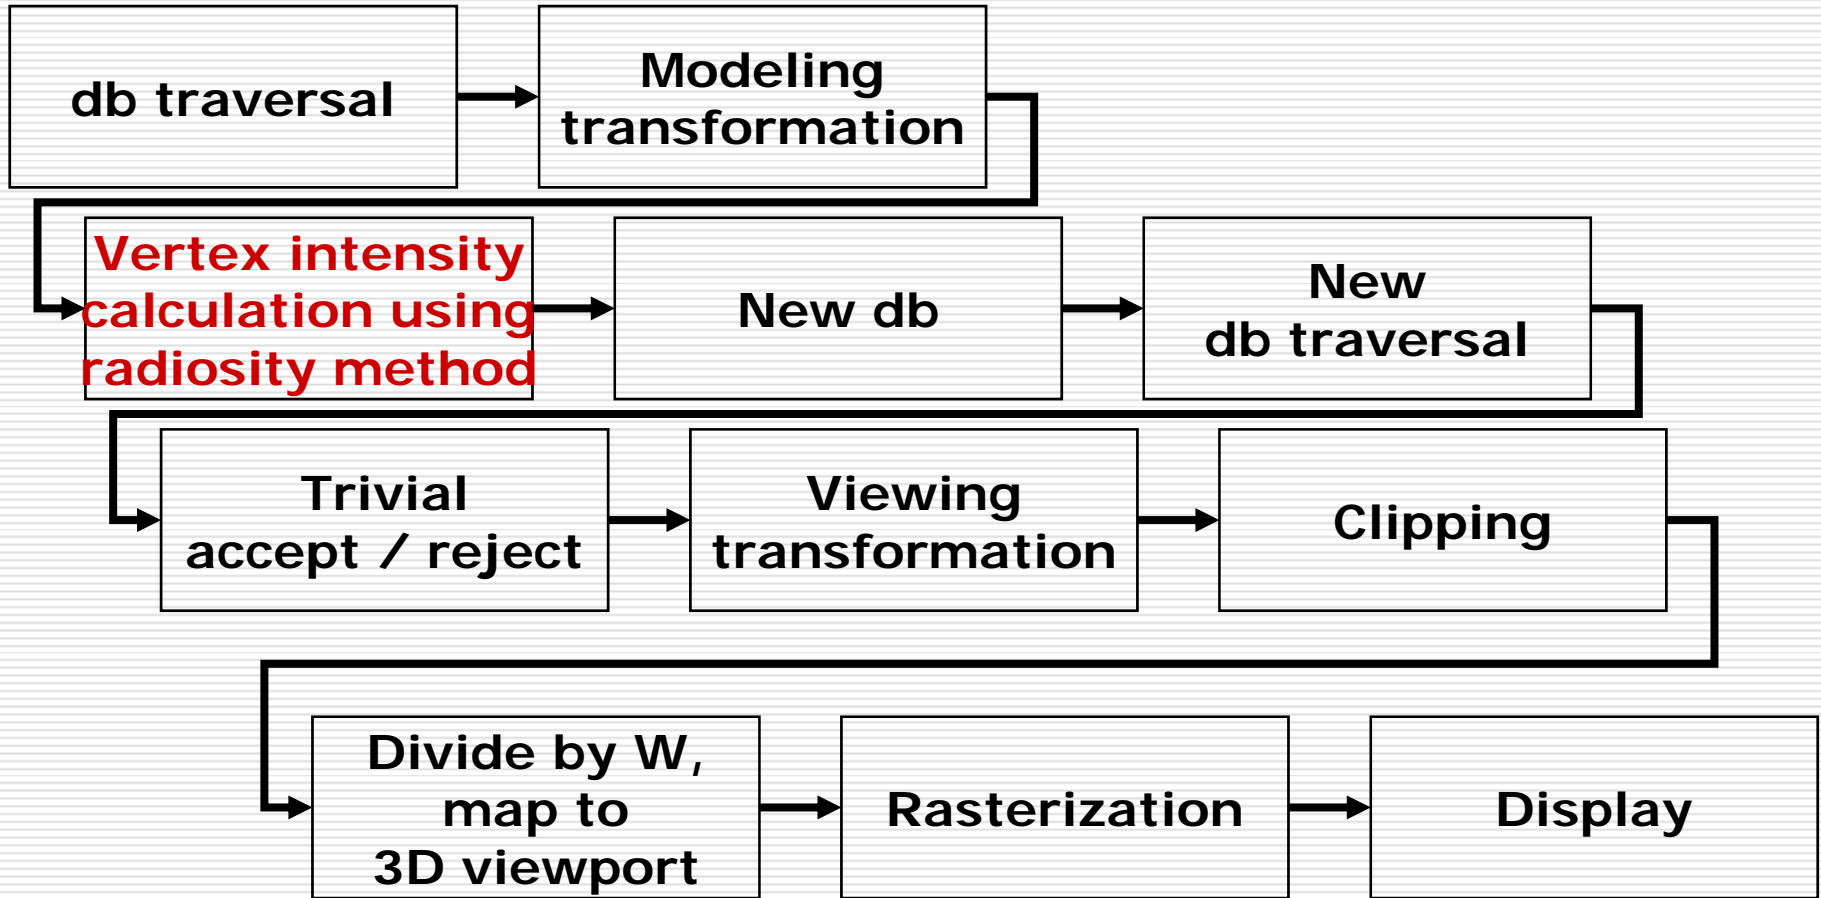 db traversal
Modeling
transformation
Vertex intensity
calculation using
radiosity method
New db
New
db traversal
Trivial
accept / reject
Viewing
transformation
Clipping
Divide by W,
map to
3D viewport
Rasterization
Display